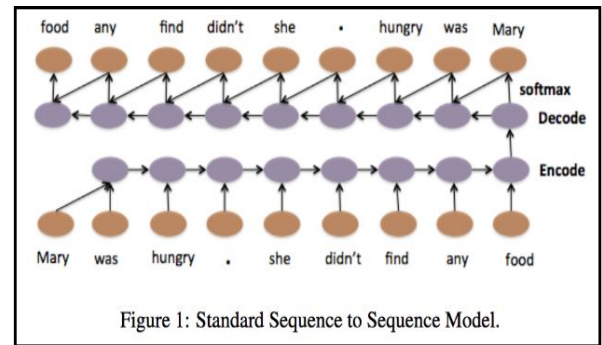 food any find didn't she . hungry was Mary
softmax
Decode
Encode
Mary was hungry . she didn't find any food
Figure 1: Standard Sequence to Sequence Model.